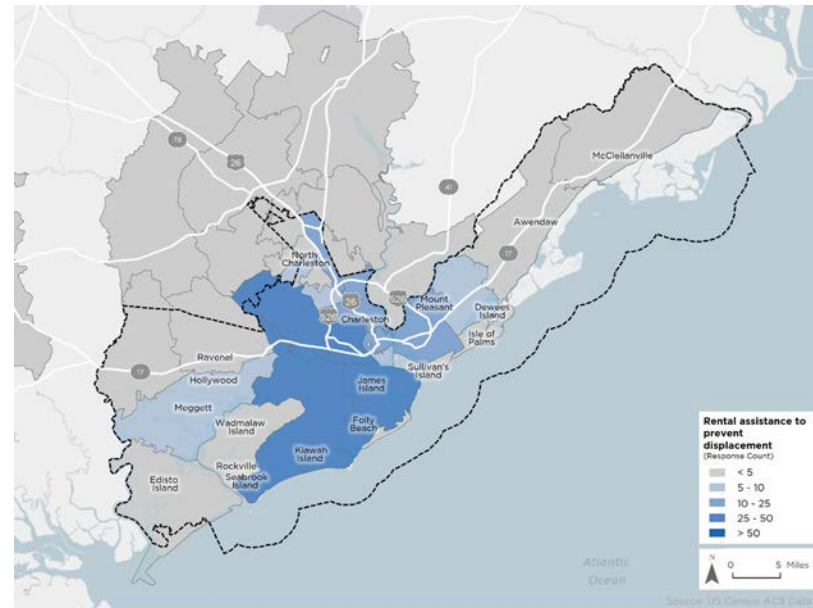 McClellanville
78
26
41
Awendaw
17
North
Charleston
526
26
Charleston
526
Mount
Pleasant
Dewees
Island
Isle of
Palms
Sullivan's
Island
Ravenel
17
Hollywood
Meggett
James
Island
Folly
Beach
Wadmalaw
Island
Kiawah
Island
Rockville
Seabrook
Island
Edisto
Island
Rental assistance to
prevent
displacement
(Response Count)
< 5
5 - 10
10 - 25
25 - 50
> 50
N
0 5 Miles
Atlantic
Ocean
Source: US Census, ACS Data